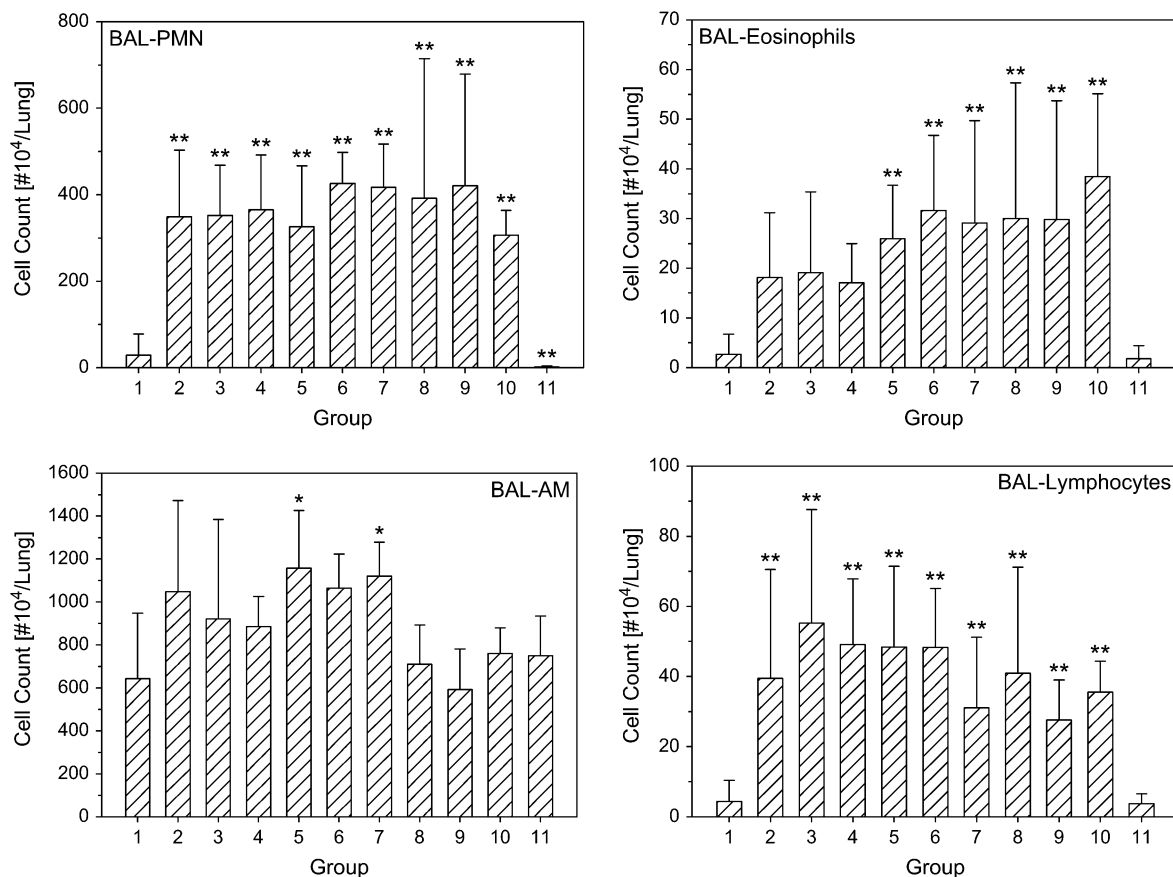 BAL-PMN
Cell Count [#10⁴/Lung]
800
600
400
200
0
** ** ** ** ** ** ** ** ** **
1 2 3 4 5 6 7 8 9 10 11
Group
BAL-Eosinophils
Cell Count [#10⁴/Lung]
70
60
50
40
30
20
10
0
** ** ** ** ** **
1 2 3 4 5 6 7 8 9 10 11
Group
BAL-AM
Cell Count [#10⁴/Lung]
1600
1400
1200
1000
800
600
400
200
0
* *
1 2 3 4 5 6 7 8 9 10 11
Group
BAL-Lymphocytes
Cell Count [#10⁴/Lung]
100
80
60
40
20
0
** ** ** ** ** ** ** ** **
1 2 3 4 5 6 7 8 9 10 11
Group